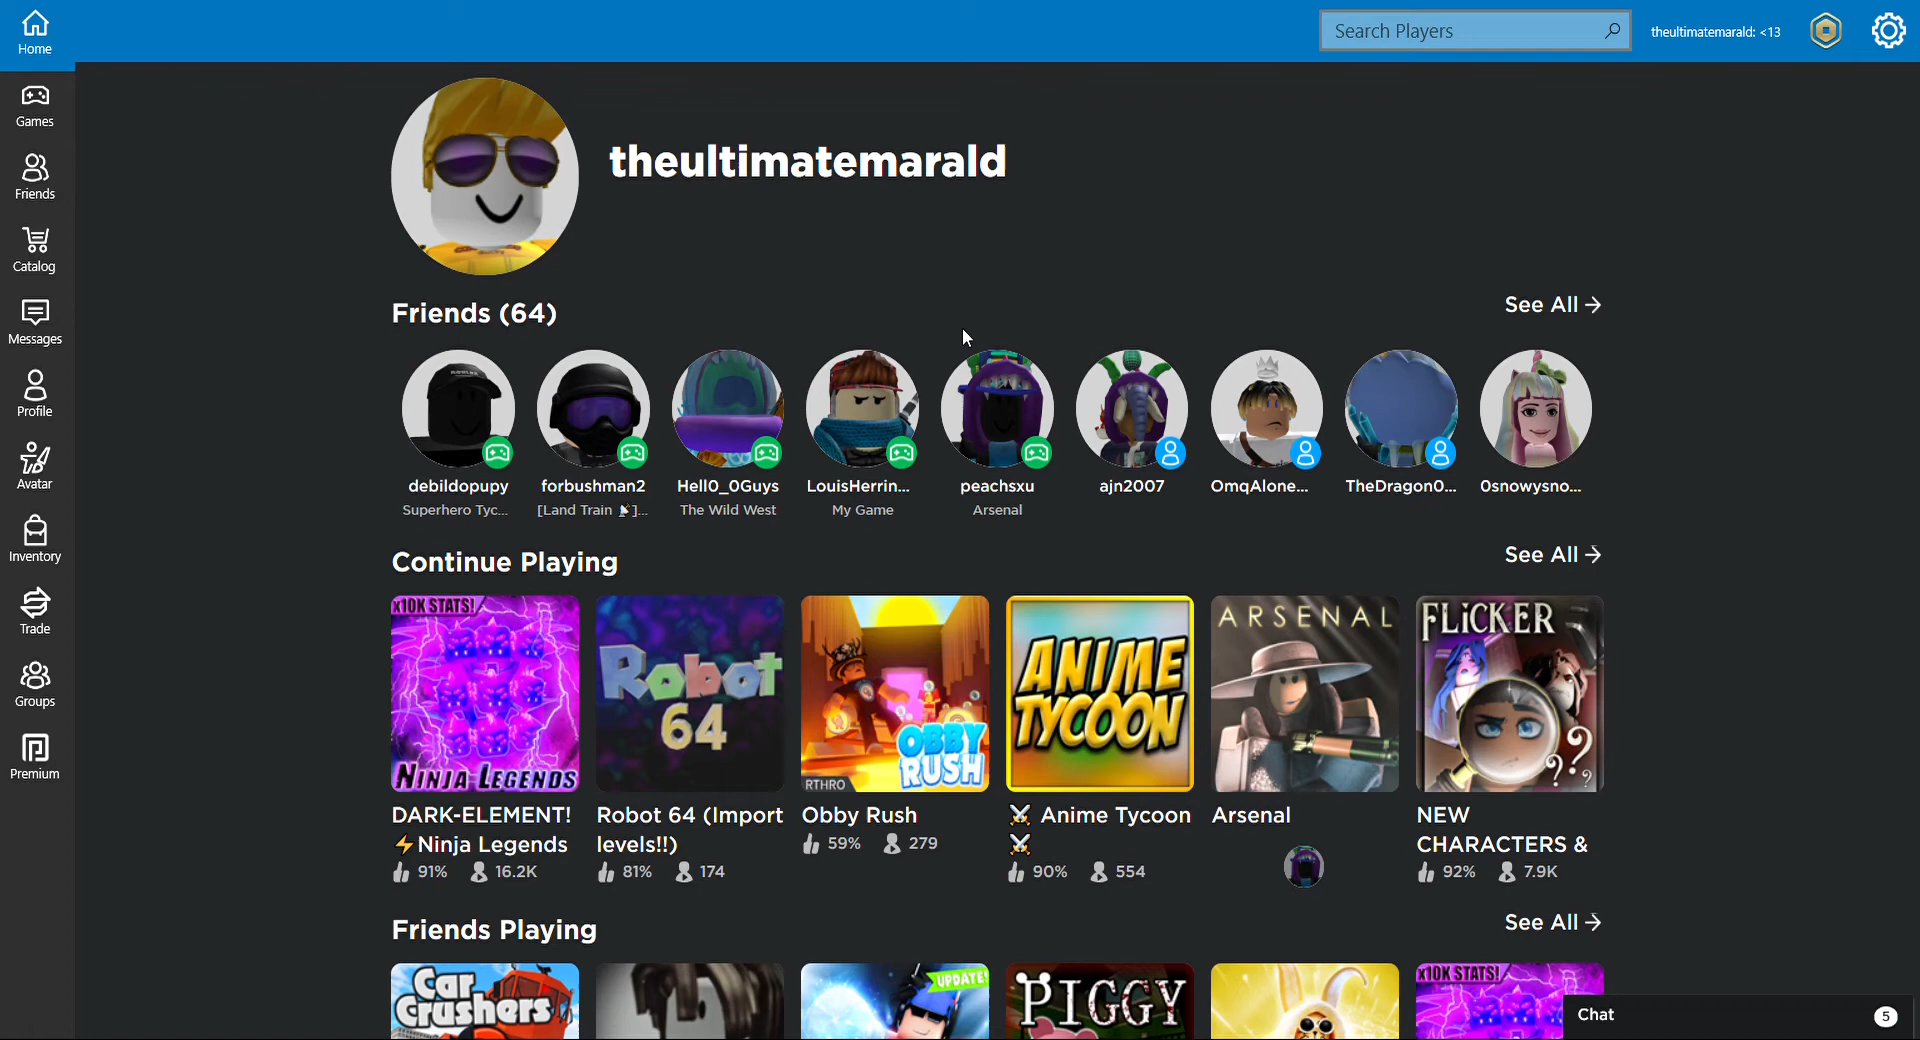 Home
Search Players
theultimatemarald: <13
Games
Friends
Catalog
Messages
Profile
Avatar
Inventory
Trade
Groups
Premium
theultimatemarald
Friends (64)
See All
debildopupy
forbushman2
Hell0_0Guys
LouisHerrin...
peachsxu
ajn2007
OmqAlone...
TheDragon0...
0snowysno...
Superhero Tyc...
[Land Train 📡]...
The Wild West
My Game
Arsenal
Continue Playing
See All
x10K STATS!
NINJA LEGENDS
Robot
64
OBBY
RUSH
RTHRO
ANIME
TYCOON
ARSENAL
FLiCKER
DARK-ELEMENT!
⚡Ninja Legends
91%
16.2K
Robot 64 (Import
levels!!)
81%
174
Obby Rush
59%
279
⚔ Anime Tycoon
⚔
90%
554
Arsenal
NEW
CHARACTERS &
92%
7.9K
Friends Playing
See All
Car
Crushers
UPDATE!
PIGGY
x10K STATS!
Chat
5